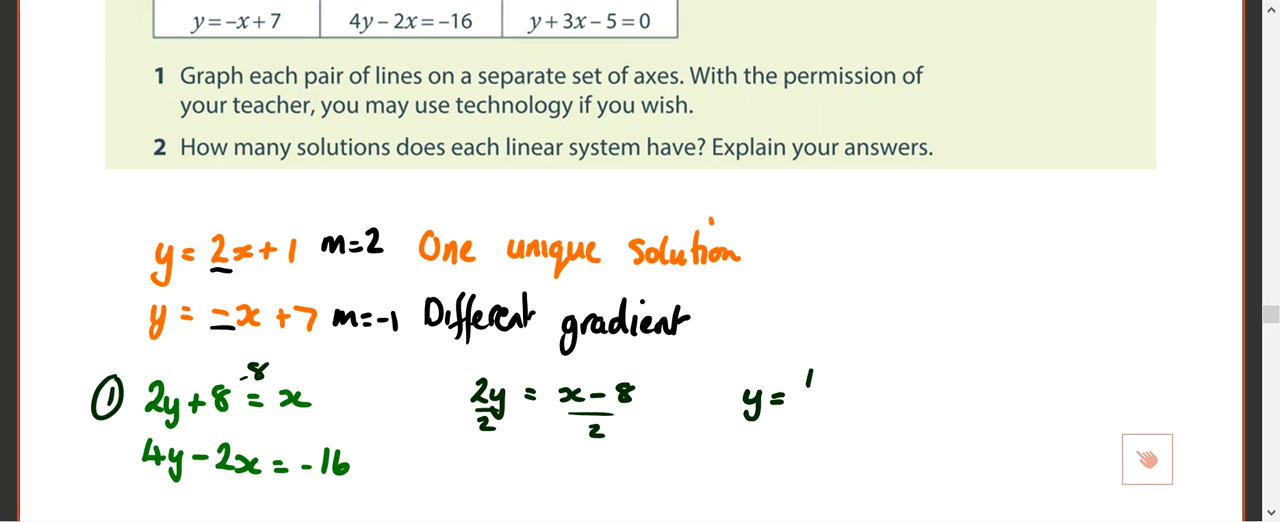 y = -x + 7 4y - 2x = -16 y + 3x - 5 = 0
1 Graph each pair of lines on a separate set of axes. With the permission of
your teacher, you may use technology if you wish.
2 How many solutions does each linear system have? Explain your answers.
y = 2x + 1 m=2 One unique solution
y = -x + 7 m=-1 Different gradient
-8
① 2y + 8 = x 2y/2 = x - 8/2 y = 1
4y - 2x = -16